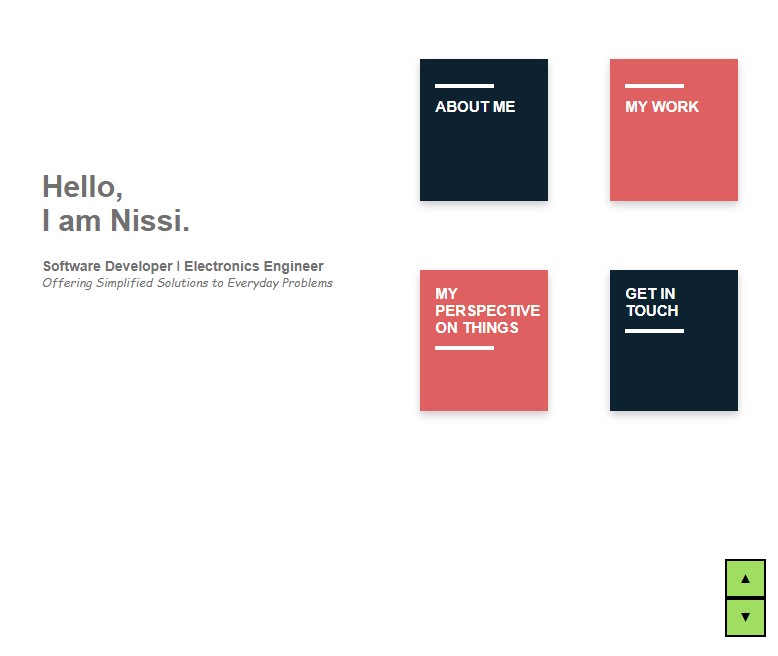 Hello,
I am Nissi.
Software Developer | Electronics Engineer
Offering Simplified Solutions to Everyday Problems
ABOUT ME
MY WORK
MY
PERSPECTIVE
ON THINGS
GET IN
TOUCH
▲
▼